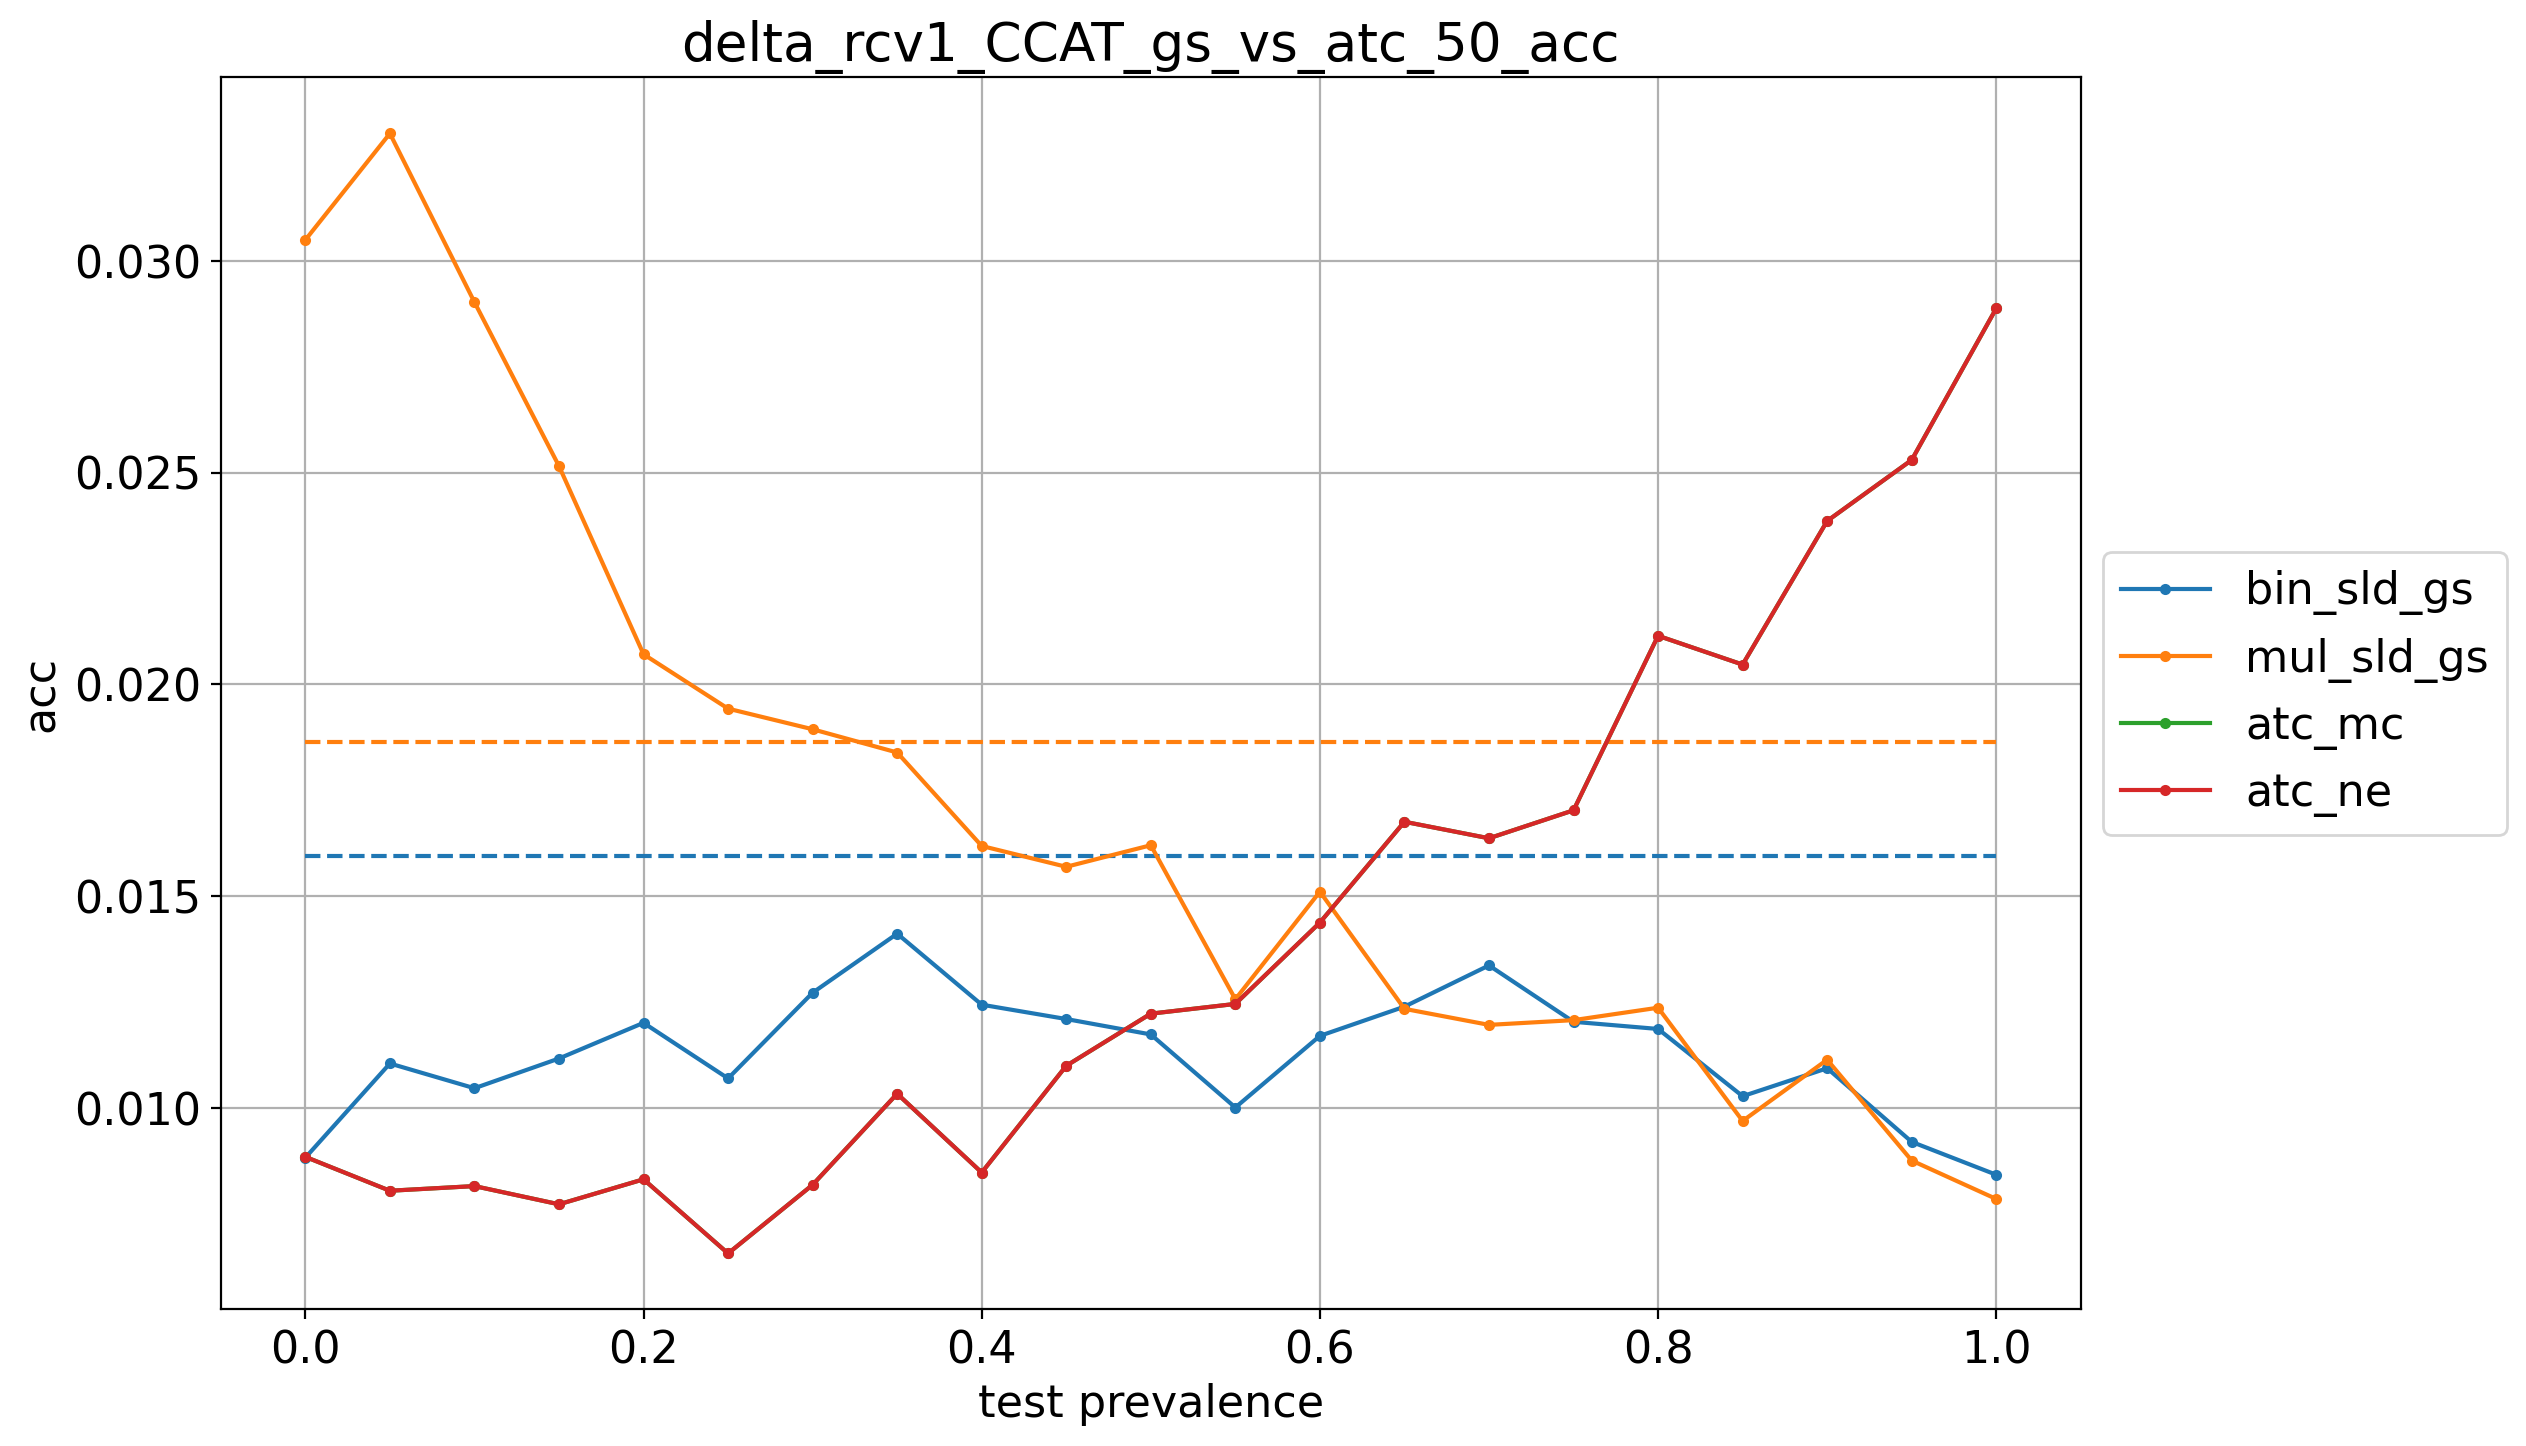 delta_rcv1_CCAT_gs_vs_atc_50_acc
acc
0.030
0.025
0.020
0.015
0.010
0.0 0.2 0.4 0.6 0.8 1.0
test prevalence
bin_sld_gs
mul_sld_gs
atc_mc
atc_ne